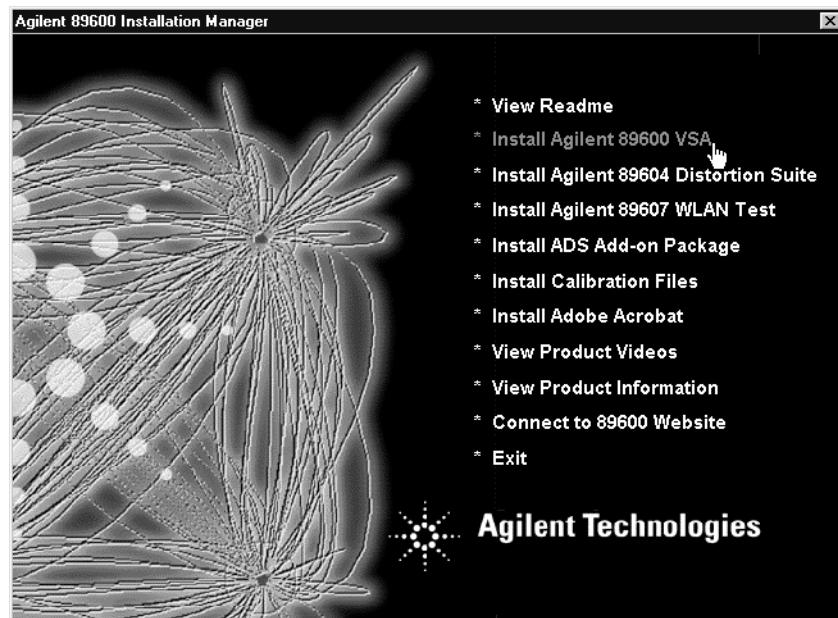 Agilent 89600 Installation Manager
* View Readme
* Install Agilent 89600 VSA
* Install Agilent 89604 Distortion Suite
* Install Agilent 89607 WLAN Test
* Install ADS Add-on Package
* Install Calibration Files
* Install Adobe Acrobat
* View Product Videos
* View Product Information
* Connect to 89600 Website
* Exit
Agilent Technologies